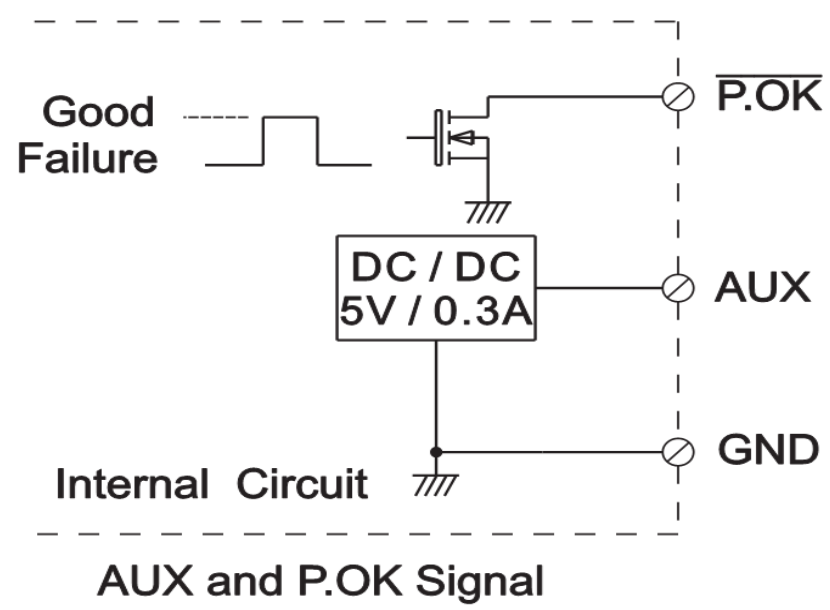 P.OK
Good
Failure
DC / DC
5V / 0.3A
AUX
GND
Internal Circuit
AUX and P.OK Signal